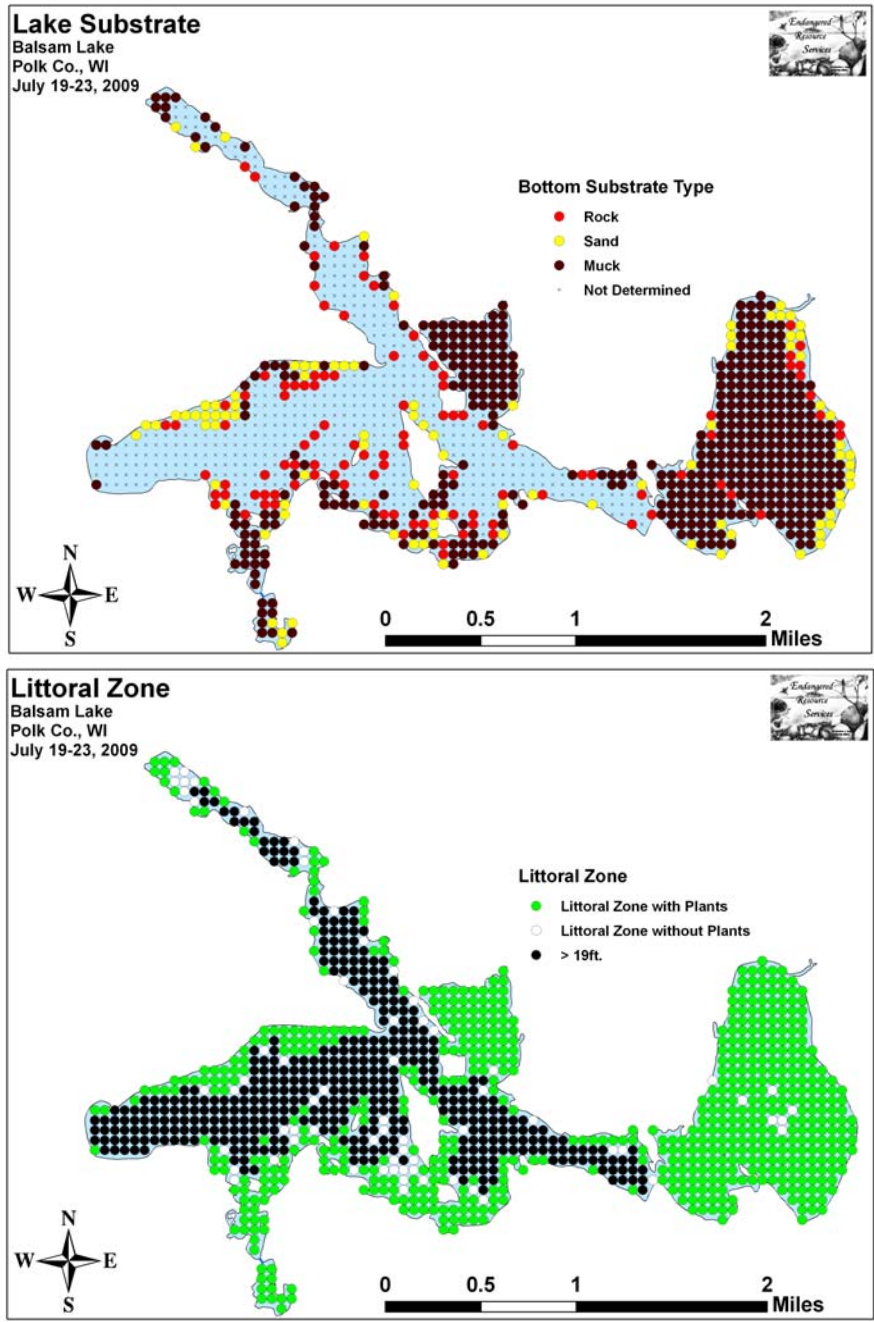 Lake Substrate
Balsam Lake
Polk Co., WI
July 19-23, 2009
Endangered
Resource
Services
Bottom Substrate Type
Rock
Sand
Muck
Not Determined
N
W E
S
0 0.5 1 2
Miles
Littoral Zone
Balsam Lake
Polk Co., WI
July 19-23, 2009
Endangered
Resource
Services
Littoral Zone
Littoral Zone with Plants
Littoral Zone without Plants
> 19ft.
N
W E
S
0 0.5 1 2
Miles